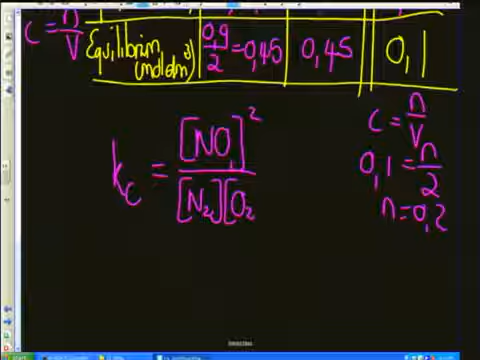 c = n/V
Equilibrium (mol/dm³) 0,9/2 = 0,45 0,45 0,1
kc = [NO]²/[N₂][O₂
c = n/V
0,1 = n/2
n = 0,2
start